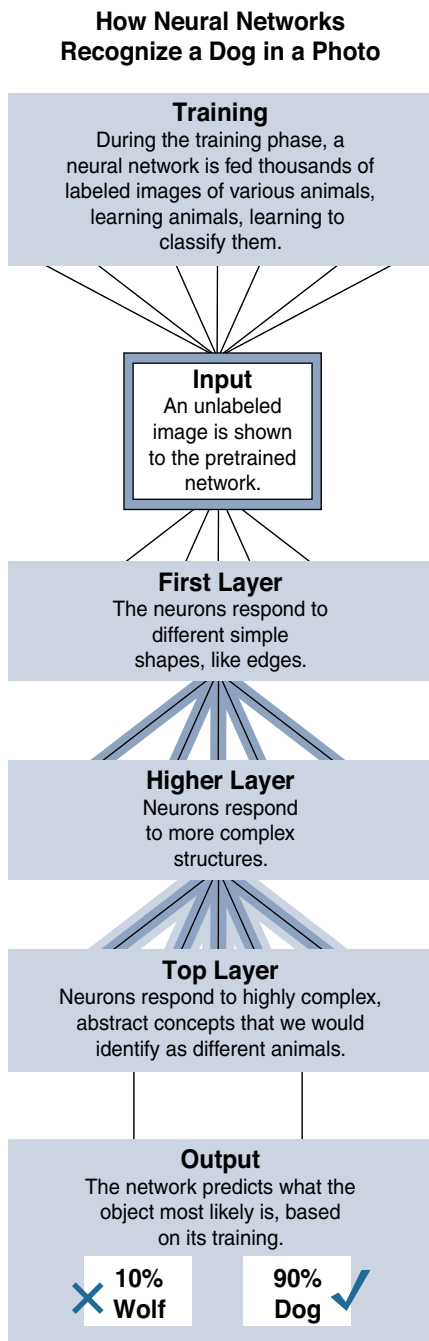 How Neural Networks
Recognize a Dog in a Photo
Training
During the training phase, a
neural network is fed thousands of
labeled images of various animals,
learning animals, learning to
classify them.
Input
An unlabeled
image is shown
to the pretrained
network.
First Layer
The neurons respond to
different simple
shapes, like edges.
Higher Layer
Neurons respond
to more complex
structures.
Top Layer
Neurons respond to highly complex,
abstract concepts that we would
identify as different animals.
Output
The network predicts what the
object most likely is, based
on its training.
10%
Wolf
90%
Dog